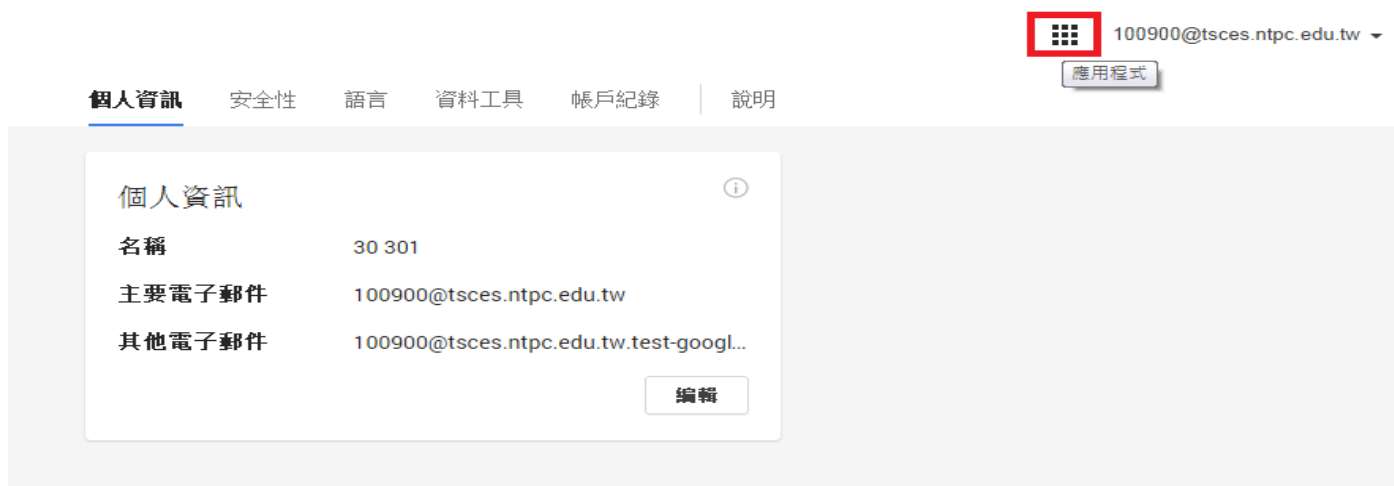 100900@tsces.ntpc.edu.tw
應用程式
個人資訊 安全性 語言 資料工具 帳戶紀錄 說明
個人資訊
名稱 30 301
主要電子郵件 100900@tsces.ntpc.edu.tw
其他電子郵件 100900@tsces.ntpc.edu.tw.test-googl...
編輯